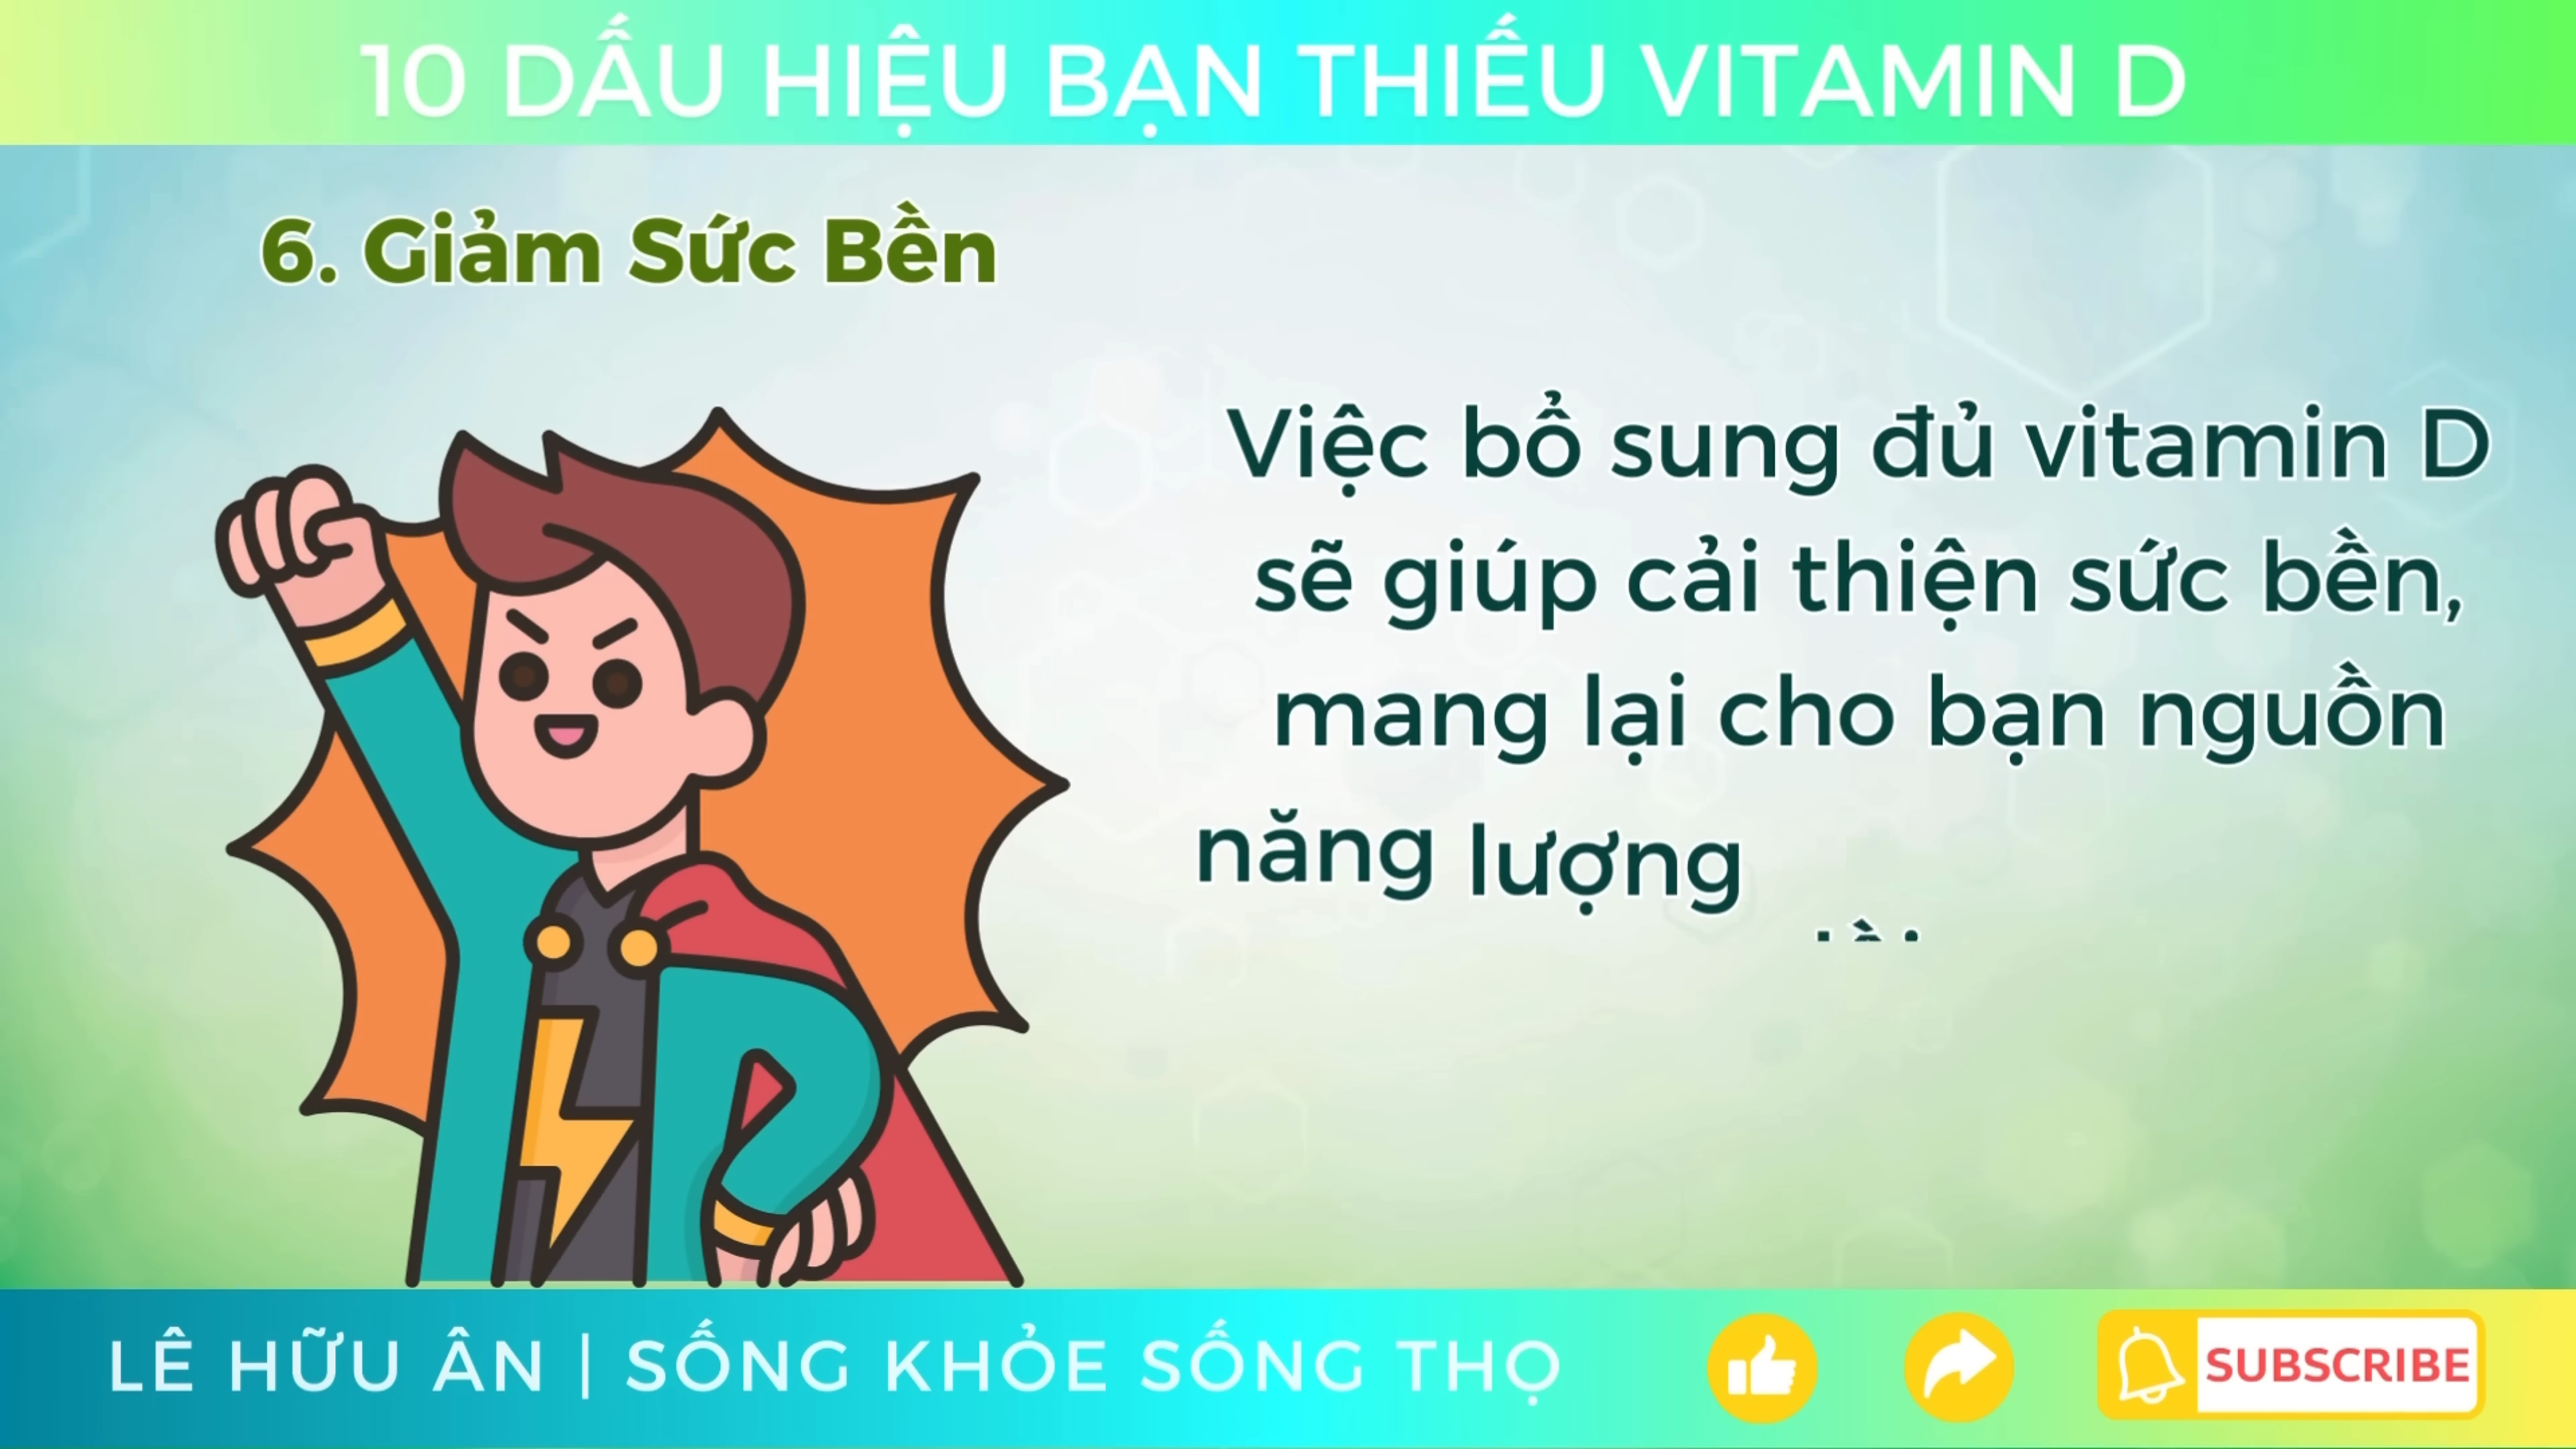 10 DẤU HIỆU BẠN THIẾU VITAMIN D
6. Giảm Sức Bền
Việc bổ sung đủ vitamin D
sẽ giúp cải thiện sức bền,
mang lại cho bạn nguồn
năng lượng
LÊ HỮU ÂN | SỐNG KHỎE SỐNG THỌ
SUBSCRIBE